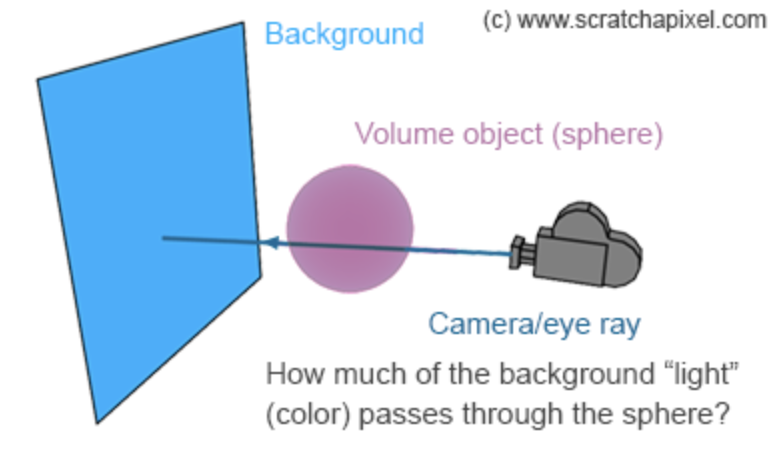 (c) www.scratchapixel.com
Background
Volume object (sphere)
Camera/eye ray
How much of the background “light”
(color) passes through the sphere?